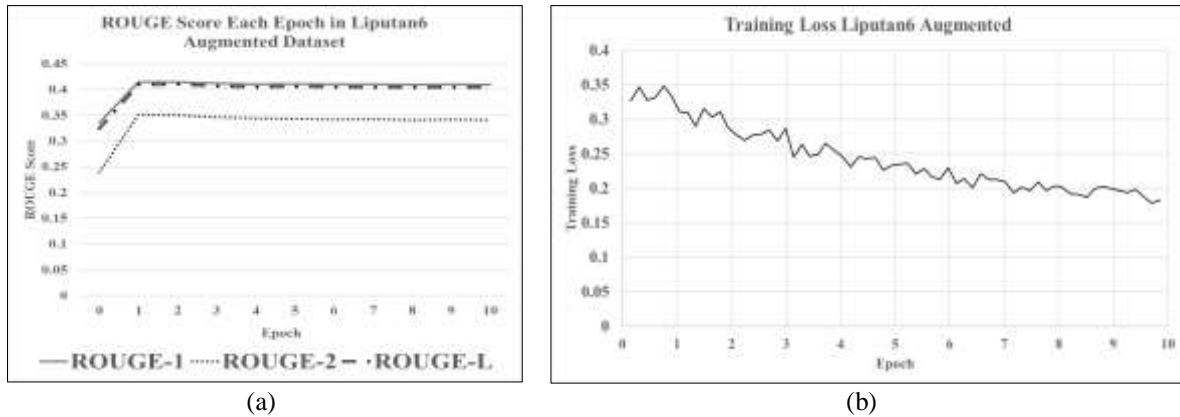 ROUGE Score Each Epoch in Liputan6
Augmented Dataset
0.45
0.4
0.35
0.3
0.25
0.2
0.15
0.1
0.05
0
ROUGE Score
0 1 2 3 4 5 6 7 8 9 10
Epoch
ROUGE-1 ROUGE-2 ROUGE-L
(a)
Training Loss Liputan6 Augmented
0.4
0.35
0.3
0.25
0.2
0.15
0.1
0.05
0
Training Loss
0 1 2 3 4 5 6 7 8 9 10
Epoch
(b)